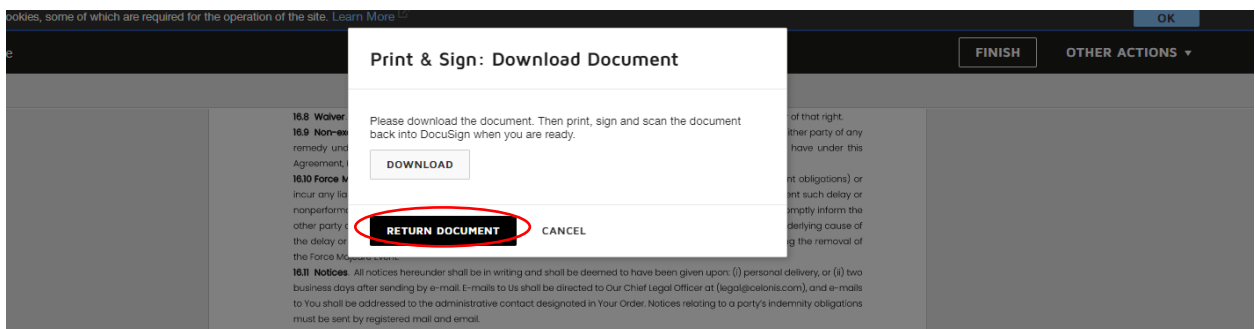 ookies, some of which are required for the operation of the site. Learn More
OK
e
FINISH
OTHER ACTIONS
Print & Sign: Download Document
Please download the document. Then print, sign and scan the document
back into DocuSign when you are ready.
DOWNLOAD
RETURN DOCUMENT
CANCEL
16.8 Waiver.
of that right.
16.9 Non-ex
ither party of any
remedy und
have under this
Agreement,
16.10 Force M
nt obligations) or
incur any lia
ent such delay or
nonperform
omptly inform the
other party
derlying cause of
the delay or
g the removal of
the Force Majeure Event.
16.11 Notices. All notices hereunder shall be in writing and shall be deemed to have been given upon: (i) personal delivery, or (ii) two
business days after sending by e-mail. E-mails to Us shall be directed to Our Chief Legal Officer at (legal@celonis.com), and e-mails
to You shall be addressed to the administrative contact designated in Your Order. Notices relating to a party's indemnity obligations
must be sent by registered mail and email.